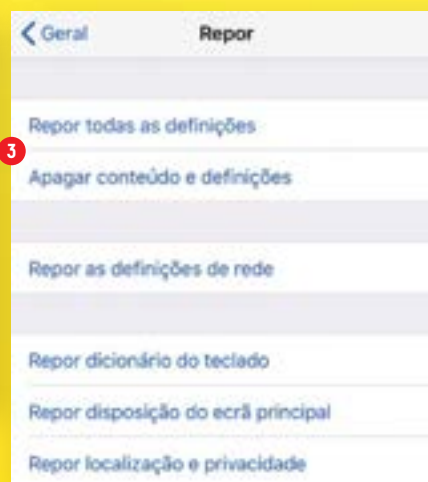 Geral Repor
Repor todas as definições
3
Apagar conteúdo e definições
Repor as definições de rede
Repor dicionário do teclado
Repor disposição do ecrã principal
Repor localização e privacidade